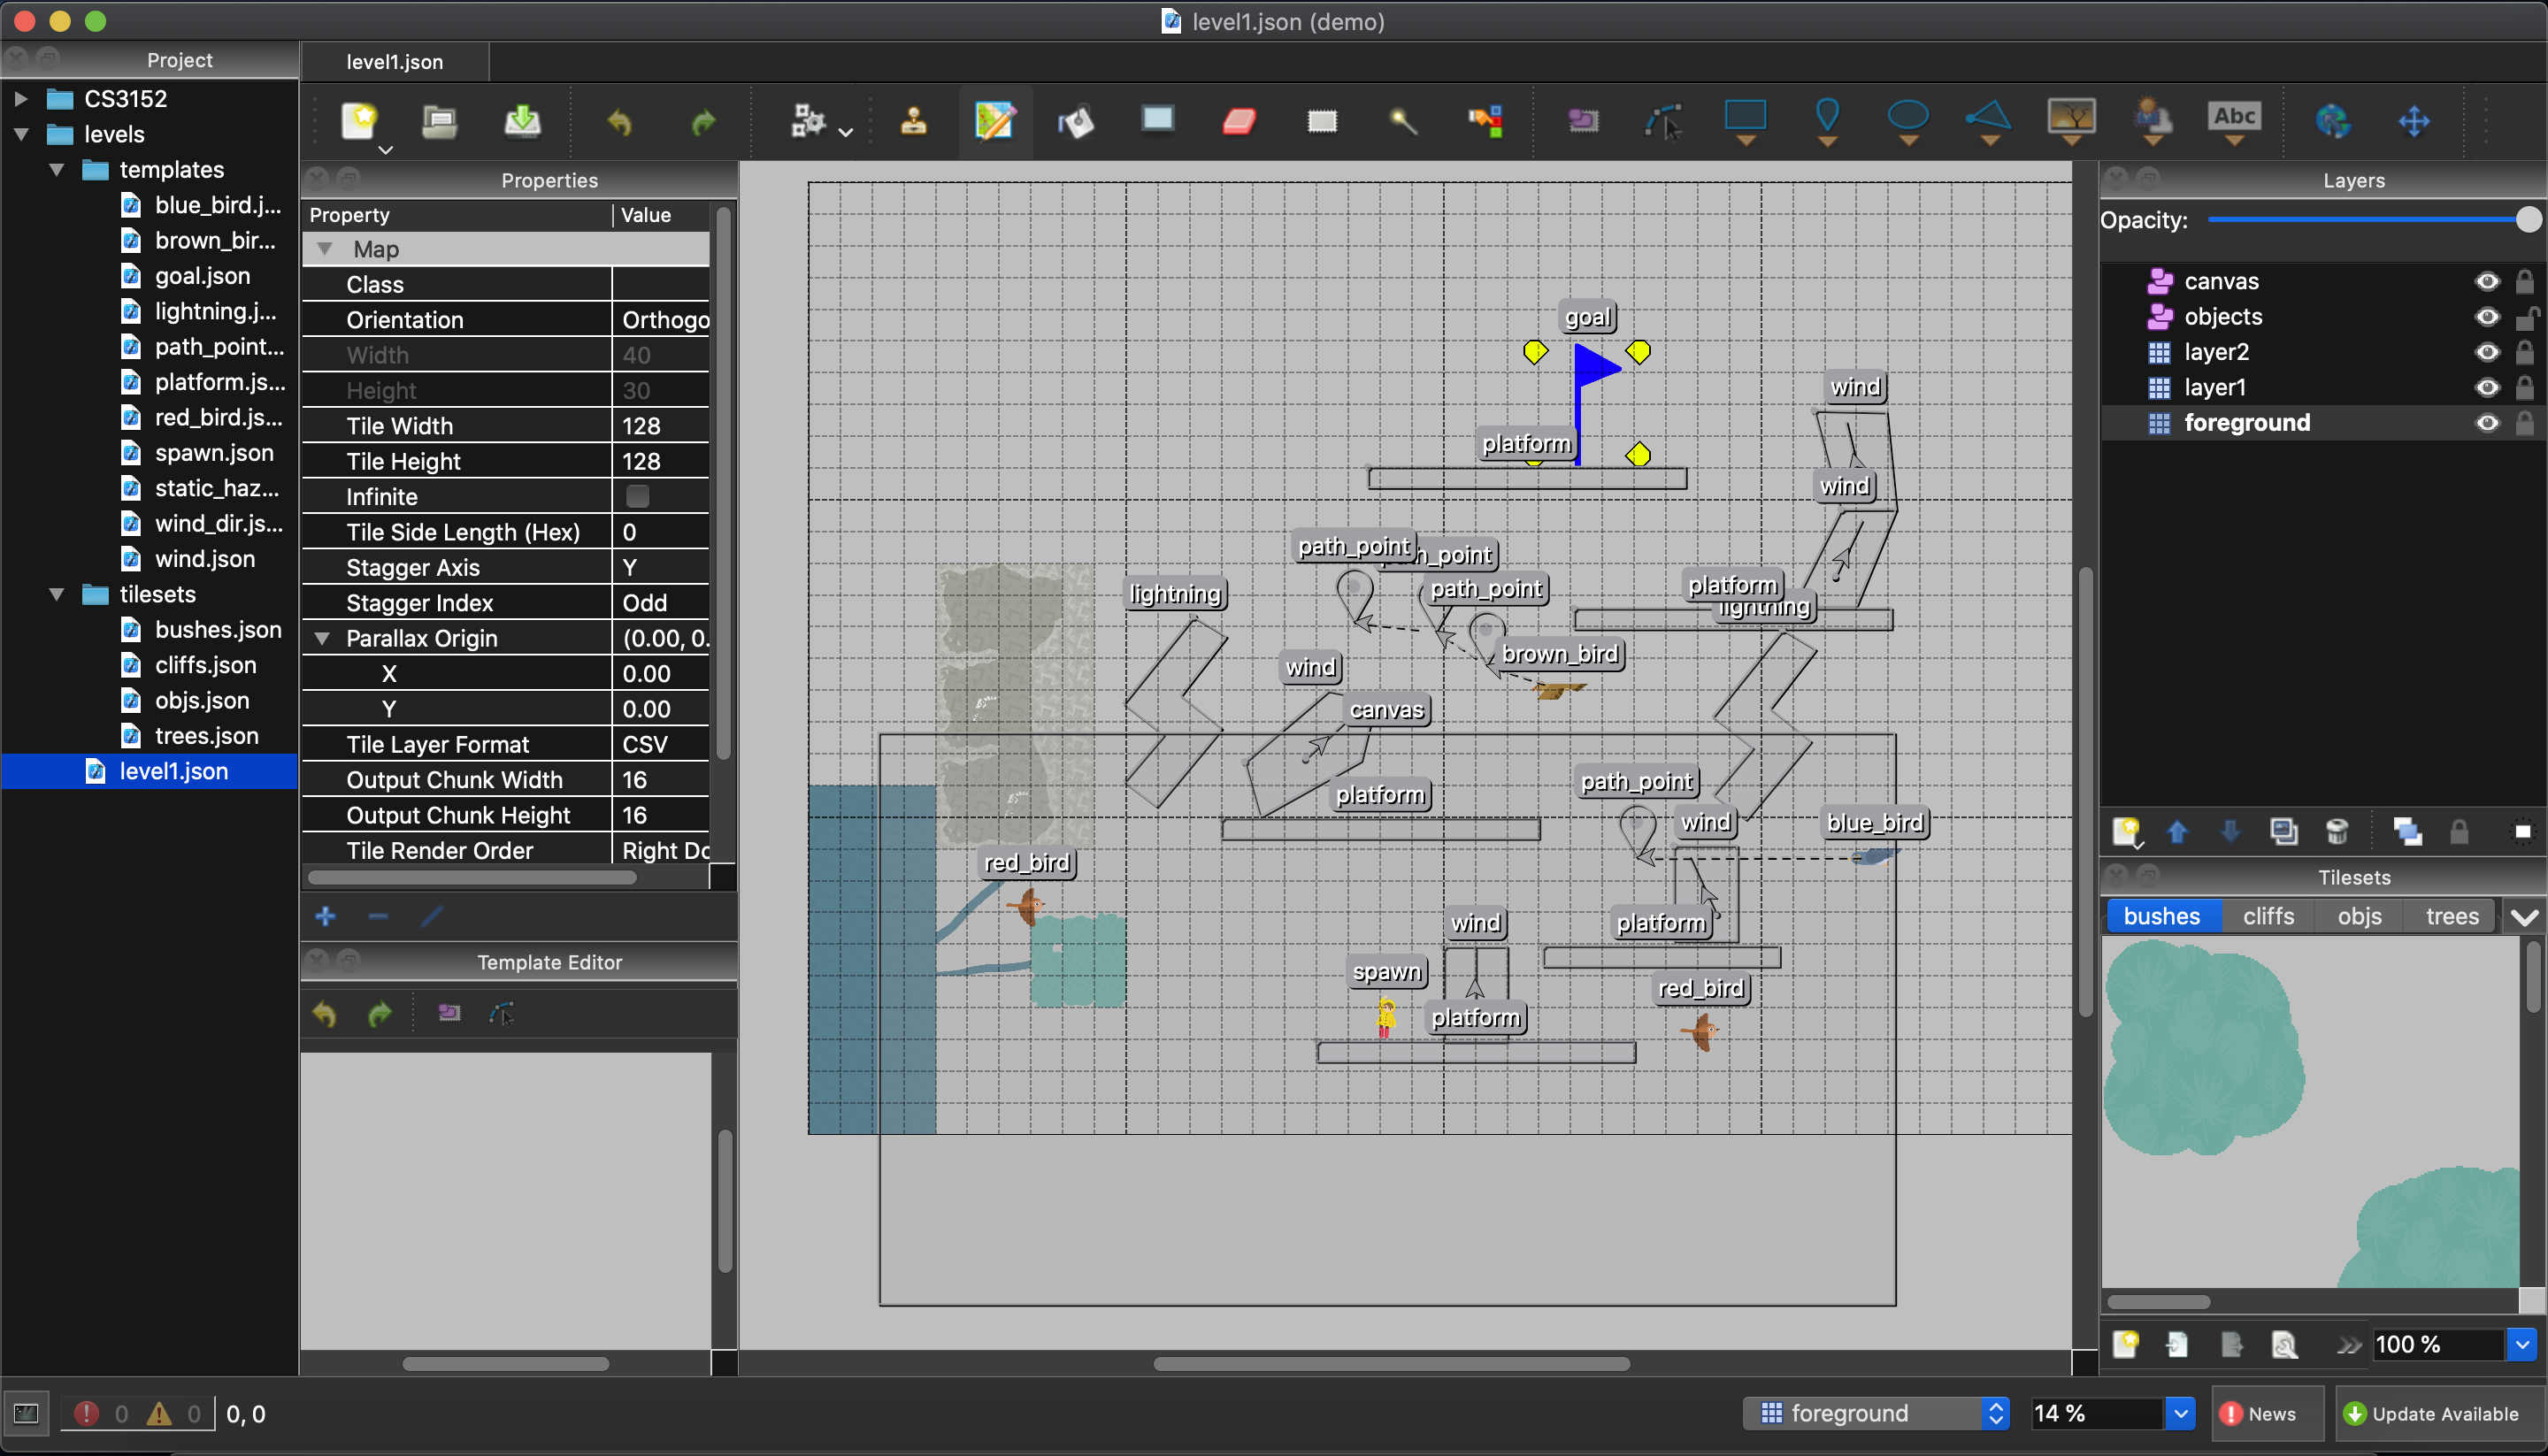 level1.json (demo)
Project
CS3152
levels
templates
blue_bird.j...
brown_bir...
goal.json
lightning.j...
path_point...
platform.js...
red_bird.js...
spawn.json
static_haz...
wind_dir.js...
wind.json
tilesets
bushes.json
cliffs.json
objs.json
trees.json
level1.json
level1.json
Abc
Properties
Property Value
Map
Class
Orientation Orthogo
Width 40
Height 30
Tile Width 128
Tile Height 128
Infinite
Tile Side Length (Hex) 0
Stagger Axis Y
Stagger Index Odd
Parallax Origin (0.00, 0.
X 0.00
Y 0.00
Tile Layer Format CSV
Output Chunk Width 16
Output Chunk Height 16
Tile Render Order Right Do
Template Editor
goal
wind
platform
wind
path_point
h_point
path_point
platform
lightning
lightning
brown_bird
wind
canvas
path_point
platform
wind
blue_bird
red_bird
wind
platform
spawn
red_bird
platform
Layers
Opacity:
canvas
objects
layer2
layer1
foreground
Tilesets
bushes cliffs objs trees
100 %
0 0 0, 0
foreground
14 %
News
Update Available